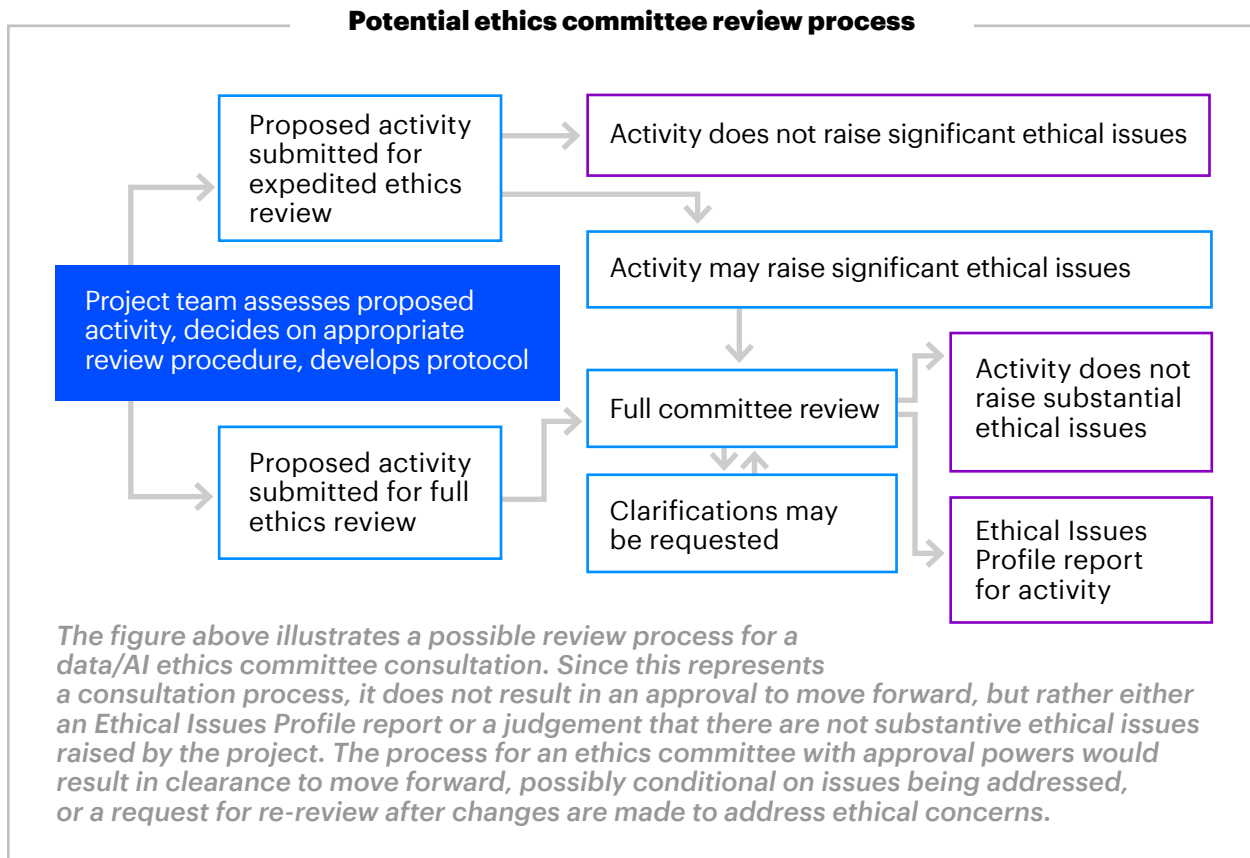 Potential ethics committee review process
Proposed activity
submitted for
expedited ethics
review
Activity does not raise significant ethical issues
Activity may raise significant ethical issues
Project team assesses proposed
activity, decides on appropriate
review procedure, develops protocol
Full committee review
Activity does not
raise substantial
ethical issues
Proposed activity
submitted for full
ethics review
Clarifications may
be requested
Ethical Issues
Profile report
for activity
The figure above illustrates a possible review process for a
data/AI ethics committee consultation. Since this represents
a consultation process, it does not result in an approval to move forward, but rather either
an Ethical Issues Profile report or a judgement that there are not substantive ethical issues
raised by the project. The process for an ethics committee with approval powers would
result in clearance to move forward, possibly conditional on issues being addressed,
or a request for re-review after changes are made to address ethical concerns.